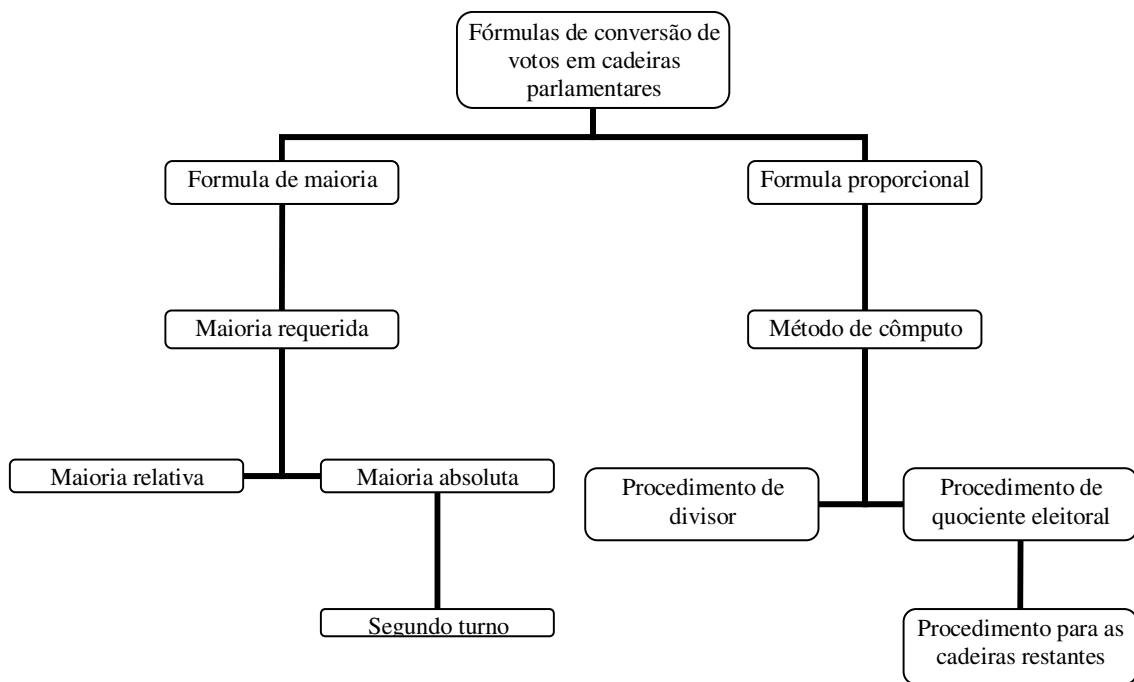 Fórmulas de conversão de
votos em cadeiras
parlamentares
Formula de maioria
Formula proporcional
Maioria requerida
Método de cômputo
Maioria relativa
Maioria absoluta
Procedimento de
divisor
Procedimento de
quociente eleitoral
Segundo turno
Procedimento para as
cadeiras restantes